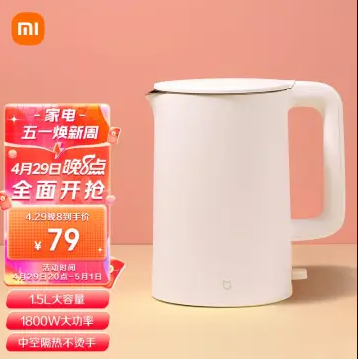 mi
家电
五一焕新周
4月29日晚8点
全面开抢
4.29晚8到手价
￥79
活动时间
4月29日20点-5月1日
1.5L大容量
1800W大功率
中空隔热不烫手